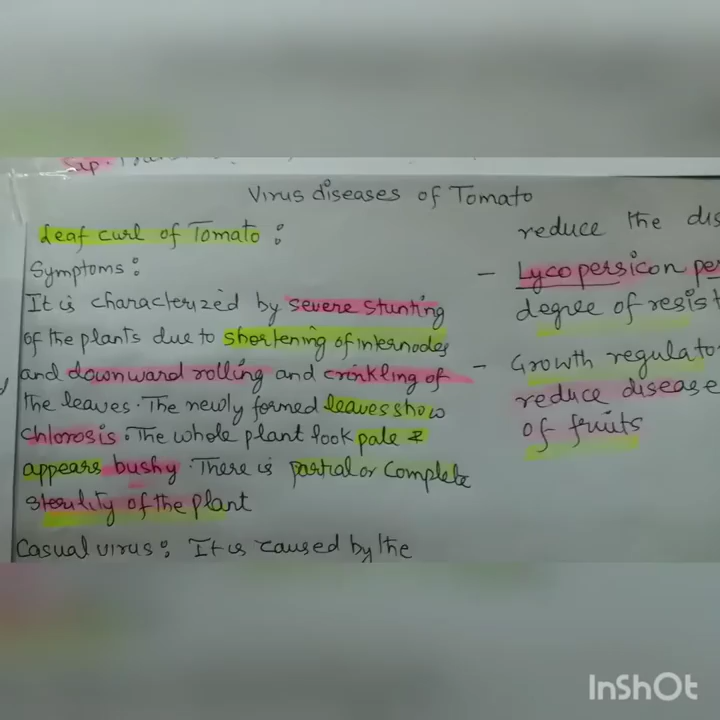 Virus diseases of Tomato
Leaf curl of Tomato :
Symptoms :
It is characterized by severe stunting
of the plants due to shortening of internodes
and downward rolling and crinkling of
the leaves. The newly formed leaves show
chlorosis. The whole plant look pale &
appears bushy. There is partial or complete
sterility of the plant
Casual virus : It is caused by the
reduce the dis
- Lycopersicon pe
degree of resist
- Growth regulato
reduce disease
of fruits
InShOt